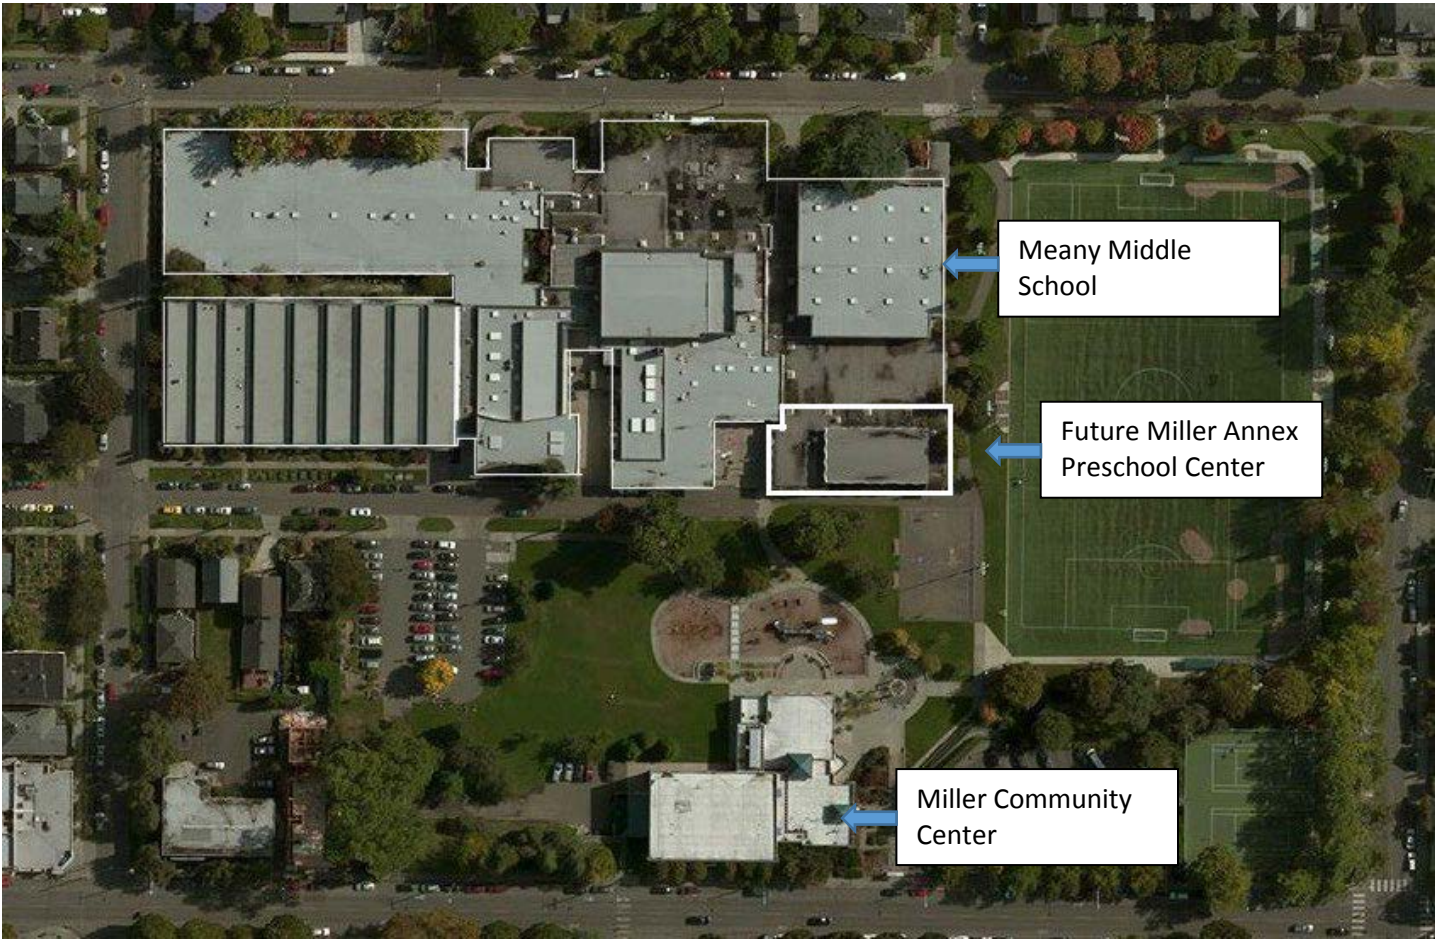 Meany Middle
School
Future Miller Annex
Preschool Center
Miller Community
Center